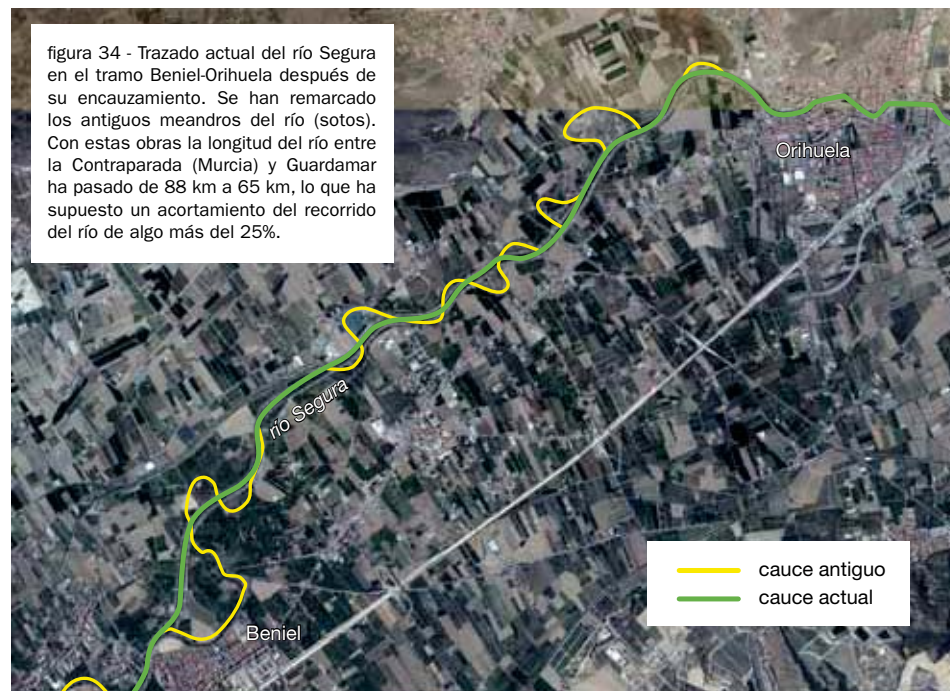 figura 34 - Trazado actual del río Segura
en el tramo Beniel-Orihuela después de
su encauzamiento. Se han remarcado
los antiguos meandros del río (sotos).
Con estas obras la longitud del río entre
la Contraparada (Murcia) y Guardamar
ha pasado de 88 km a 65 km, lo que ha
supuesto un acortamiento del recorrido
del río de algo más del 25%.
Orihuela
río Segura
Beniel
cauce antiguo
cauce actual